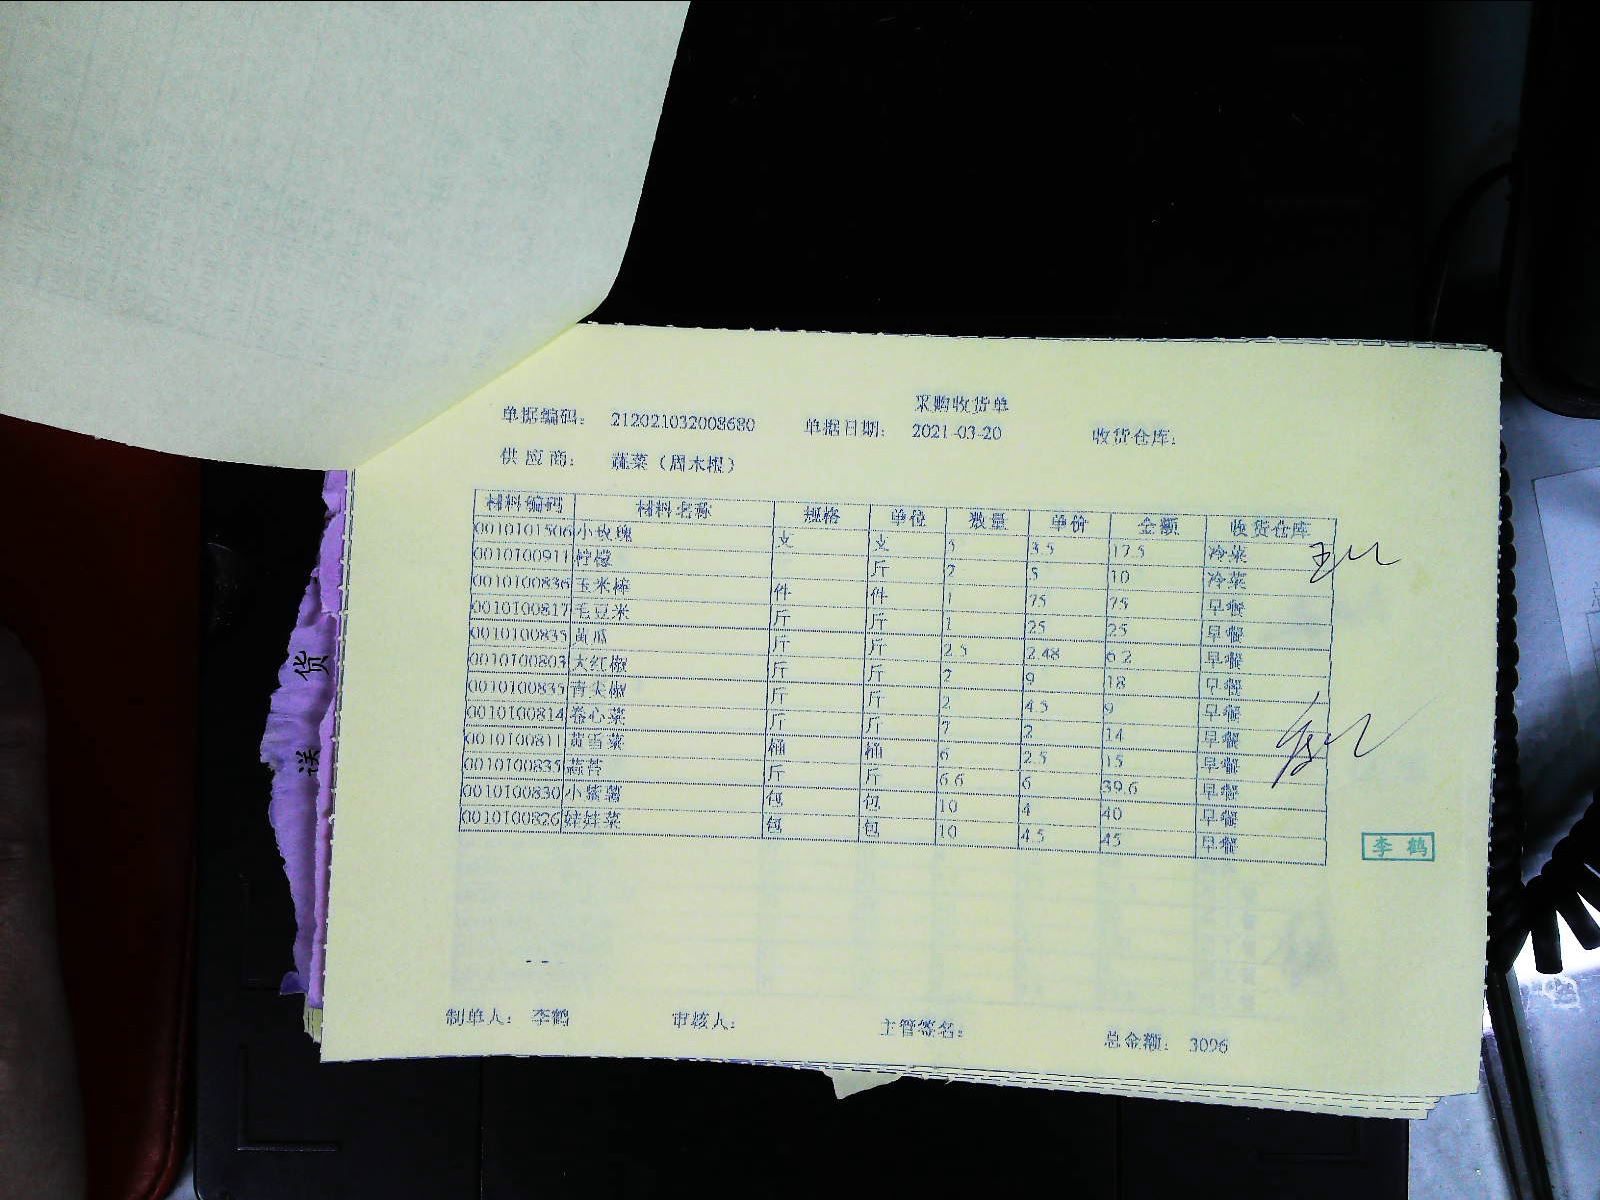 采购收货单
单据编码： 212021032008680 单据日期： 2021-03-20 收货仓库：
供应商： 蔬菜（周木根）
材料编码 材料名称 规格 单位 数量 单价 金额 收货仓库
0010101506 小玫瑰 支 支 5 3.5 17.5 冷菜
0010100911 柠檬 斤 2 5 10 冷菜
0010100836 玉米棒 件 件 1 75 75 早餐
0010100817 毛豆米 斤 斤 1 25 25 早餐
0010100835 黄瓜 斤 斤 2.5 2.48 6.2 早餐
0010100803 大红椒 斤 斤 2 9 18 早餐
0010100835 青尖椒 斤 斤 2 4.5 9 早餐
0010100814 卷心菜 斤 斤 7 2 14 早餐
0010100811 黄雪菜 桶 桶 6 2.5 15 早餐
0010100835 蒜苔 斤 斤 6.6 6 39.6 早餐
0010100830 小紫薯 包 包 10 4 40 早餐
0010100826 娃娃菜 包 包 10 4.5 45 早餐
李鹤
制单人： 李鹤 审核人： 主管签名： 总金额： 3096
货
送